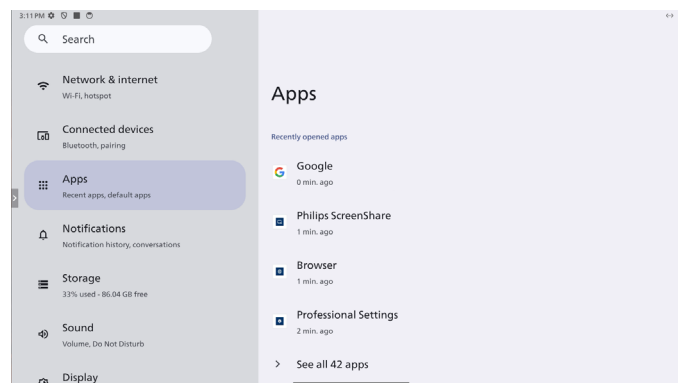 3:11 PM
Search
Network & internet
Wi-Fi, hotspot
Connected devices
Bluetooth, pairing
Apps
Recent apps, default apps
Notifications
Notification history, conversations
Storage
33% used - 86.04 GB free
Sound
Volume, Do Not Disturb
Display
Apps
Recently opened apps
Google
0 min. ago
Philips ScreenShare
1 min. ago
Browser
1 min. ago
Professional Settings
2 min. ago
See all 42 apps